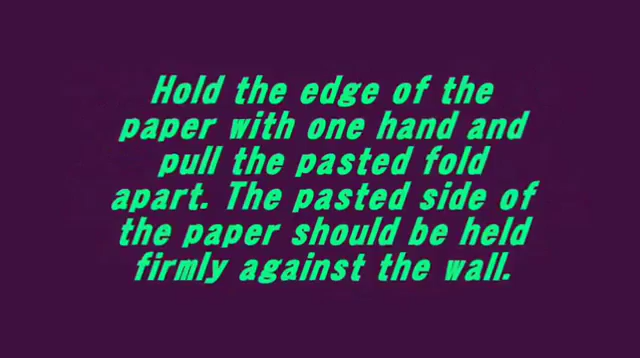 Hold the edge of the
paper with one hand and
pull the pasted fold
apart. The pasted side of
the paper should be held
firmly against the wall.